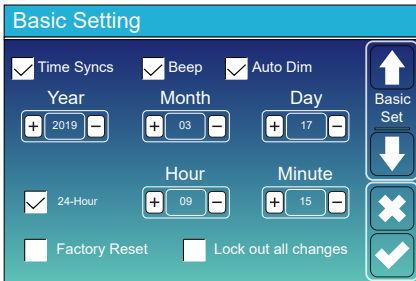 Basic Setting
Time Syncs Beep Auto Dim
Year Month Day
+ 2019 − + 03 − + 17 −
Basic
Set
Hour Minute
24-Hour + 09 − + 15 −
Factory Reset Lock out all changes